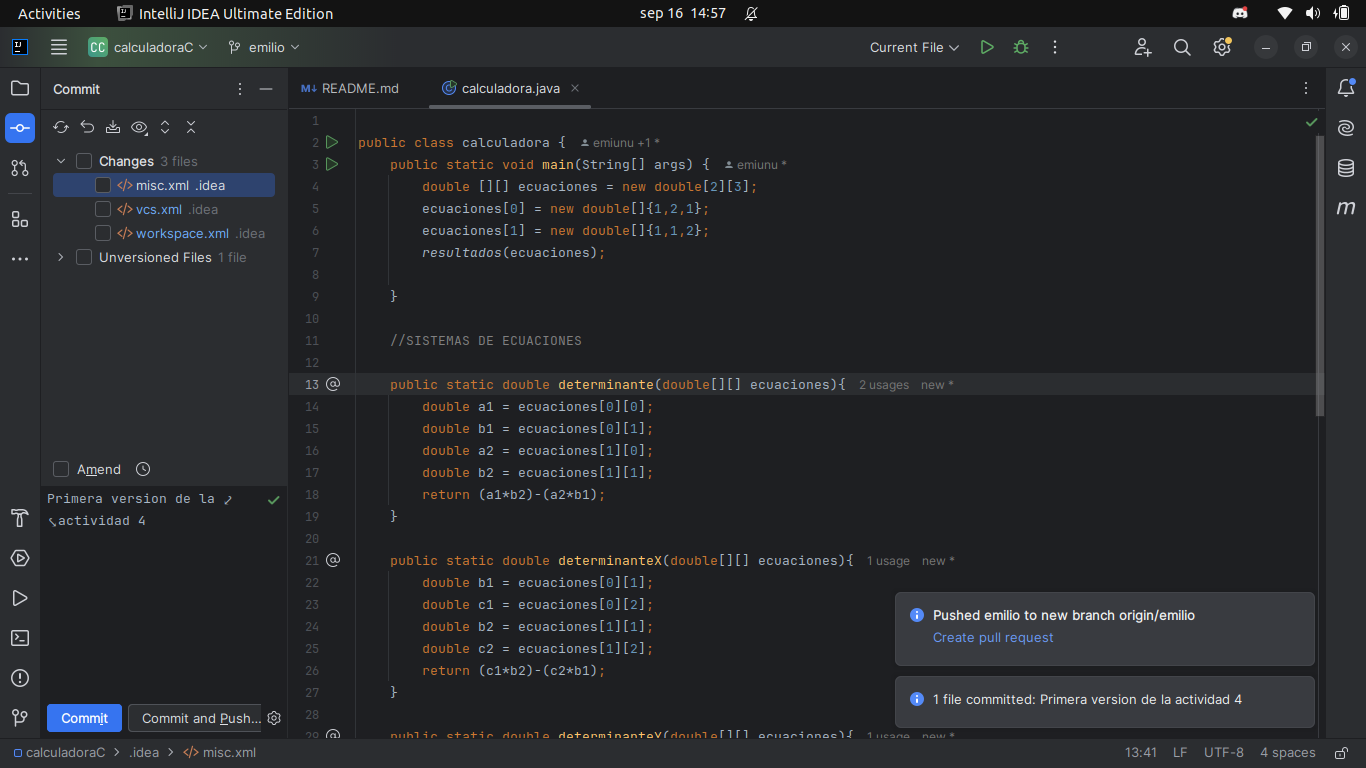 Activities IntelliJ IDEA Ultimate Edition sep 16 14:57
CC calculadoraC emilio Current File
Commit
Changes 3 files
misc.xml .idea
vcs.xml .idea
workspace.xml .idea
Unversioned Files 1 file
Amend
Primera version de la
actividad 4
Commit Commit and Push...
README.md calculadora.java
1
2 public class calculadora { emiunu +1 *
3 public static void main(String[] args) { emiunu *
4 double [][] ecuaciones = new double[2][3];
5 ecuaciones[0] = new double[]{1,2,1};
6 ecuaciones[1] = new double[]{1,1,2};
7 resultados(ecuaciones);
8
9 }
10
11 //SISTEMAS DE ECUACIONES
12
13 public static double determinante(double[][] ecuaciones){ 2 usages new *
14 double a1 = ecuaciones[0][0];
15 double b1 = ecuaciones[0][1];
16 double a2 = ecuaciones[1][0];
17 double b2 = ecuaciones[1][1];
18 return (a1*b2)-(a2*b1);
19 }
20
21 public static double determinanteX(double[][] ecuaciones){ 1 usage new *
22 double b1 = ecuaciones[0][1];
23 double c1 = ecuaciones[0][2];
24 double b2 = ecuaciones[1][1];
25 double c2 = ecuaciones[1][2];
26 return (c1*b2)-(c2*b1);
27 }
28
29 public static double determinanteY(double[][] ecuaciones){ 1 usage new *
Pushed emilio to new branch origin/emilio
Create pull request
1 file committed: Primera version de la actividad 4
m
calculadoraC > .idea > misc.xml 13:41 LF UTF-8 4 spaces